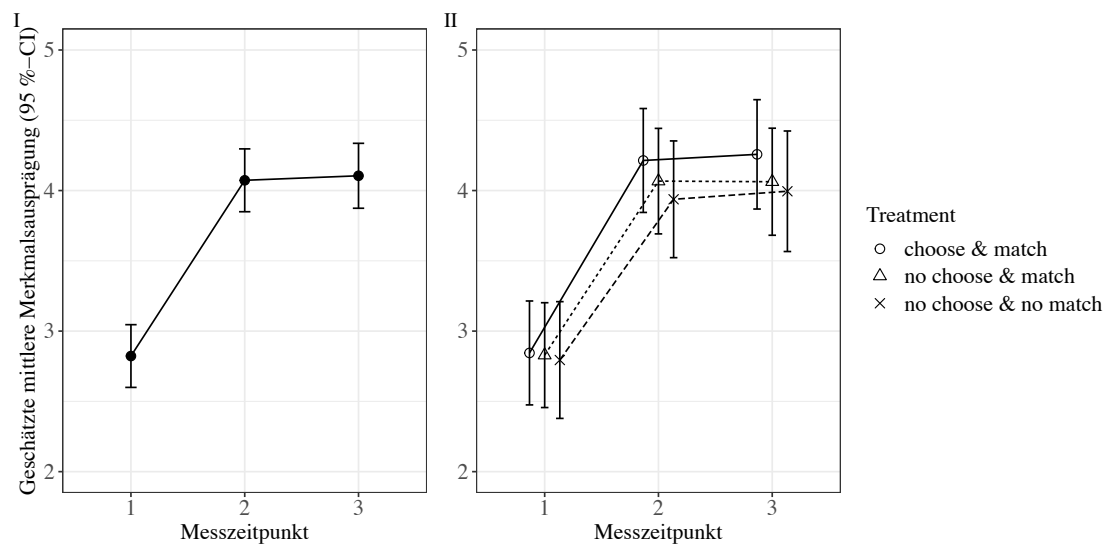 I
Geschätzte mittlere Merkmalsausprägung (95 %–CI)
5
4
3
2
1
2
3
Messzeitpunkt
II
5
4
3
2
1
2
3
Messzeitpunkt
Treatment
choose & match
no choose & match
no choose & no match